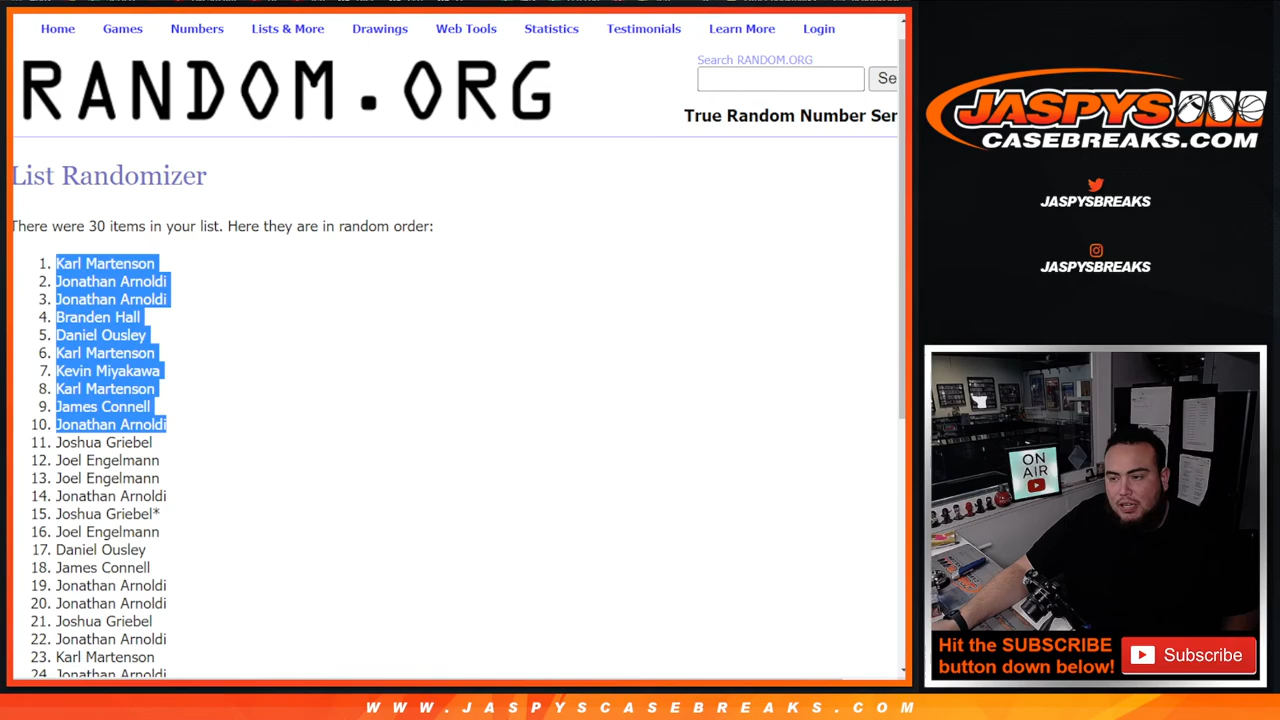 Home Games Numbers Lists & More Drawings Web Tools Statistics Testimonials Learn More Login
RANDOM.ORG
Search RANDOM.ORG
Se
True Random Number Ser
List Randomizer
There were 30 items in your list. Here they are in random order:
1. Karl Martenson
2. Jonathan Arnoldi
3. Jonathan Arnoldi
4. Branden Hall
5. Daniel Ousley
6. Karl Martenson
7. Kevin Miyakawa
8. Karl Martenson
9. James Connell
10. Jonathan Arnoldi
11. Joshua Griebel
12. Joel Engelmann
13. Joel Engelmann
14. Jonathan Arnoldi
15. Joshua Griebel*
16. Joel Engelmann
17. Daniel Ousley
18. James Connell
19. Jonathan Arnoldi
20. Jonathan Arnoldi
21. Joshua Griebel
22. Jonathan Arnoldi
23. Karl Martenson
24. Jonathan Arnoldi
JASPYS
CASEBREAKS.COM
JASPYSBREAKS
JASPYSBREAKS
ON
AIR
Hit the SUBSCRIBE
button down below!
Subscribe
WWW.JASPYSCASEBREAKS.COM